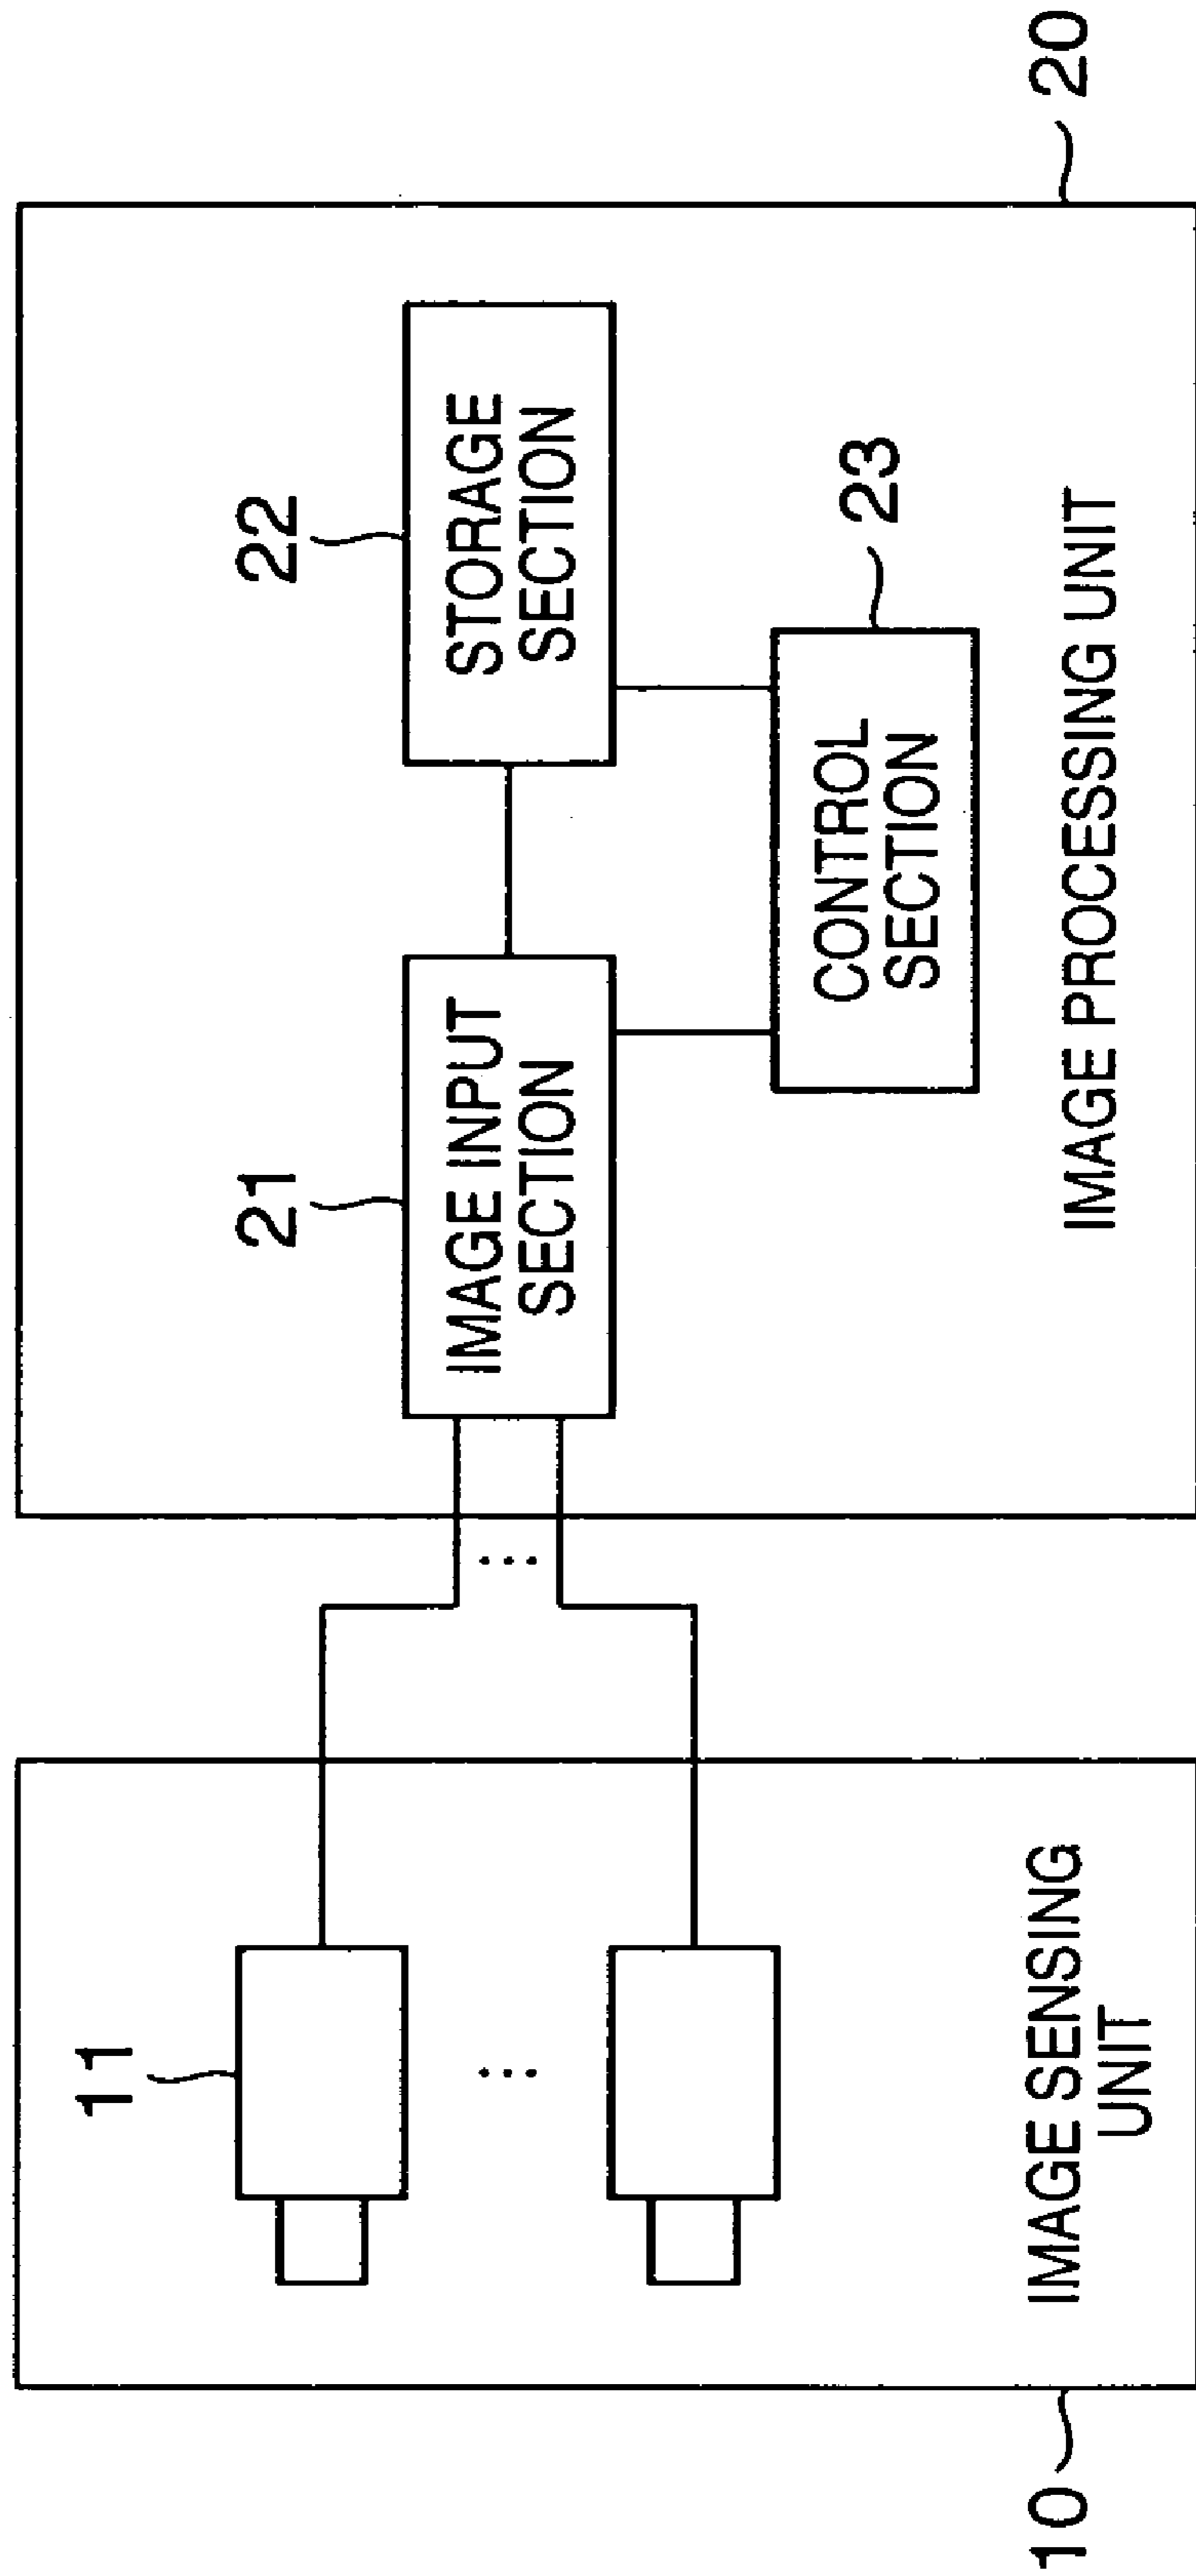 11
10
IMAGE SENSING
UNIT
21
IMAGE INPUT
SECTION
22
STORAGE
SECTION
CONTROL
SECTION
23
IMAGE PROCESSING UNIT
20